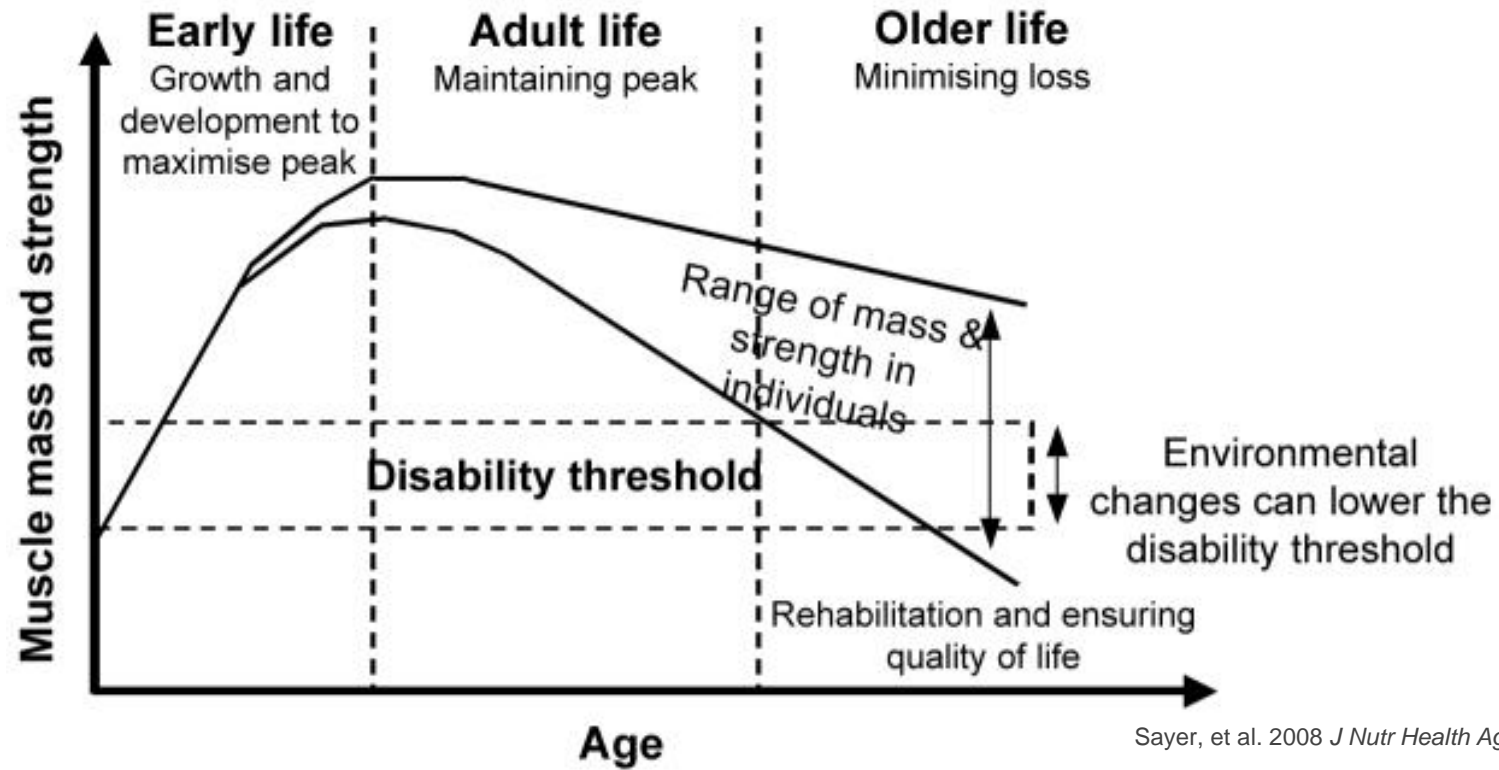 Early life
Growth and
development to
maximise peak
Adult life
Maintaining peak
Older life
Minimising loss
Muscle mass and strength
Range of mass &
strength in
individuals
Disability threshold
Environmental
changes can lower the
disability threshold
Rehabilitation and ensuring
quality of life
Age
Sayer, et al. 2008 J Nutr Health Ag